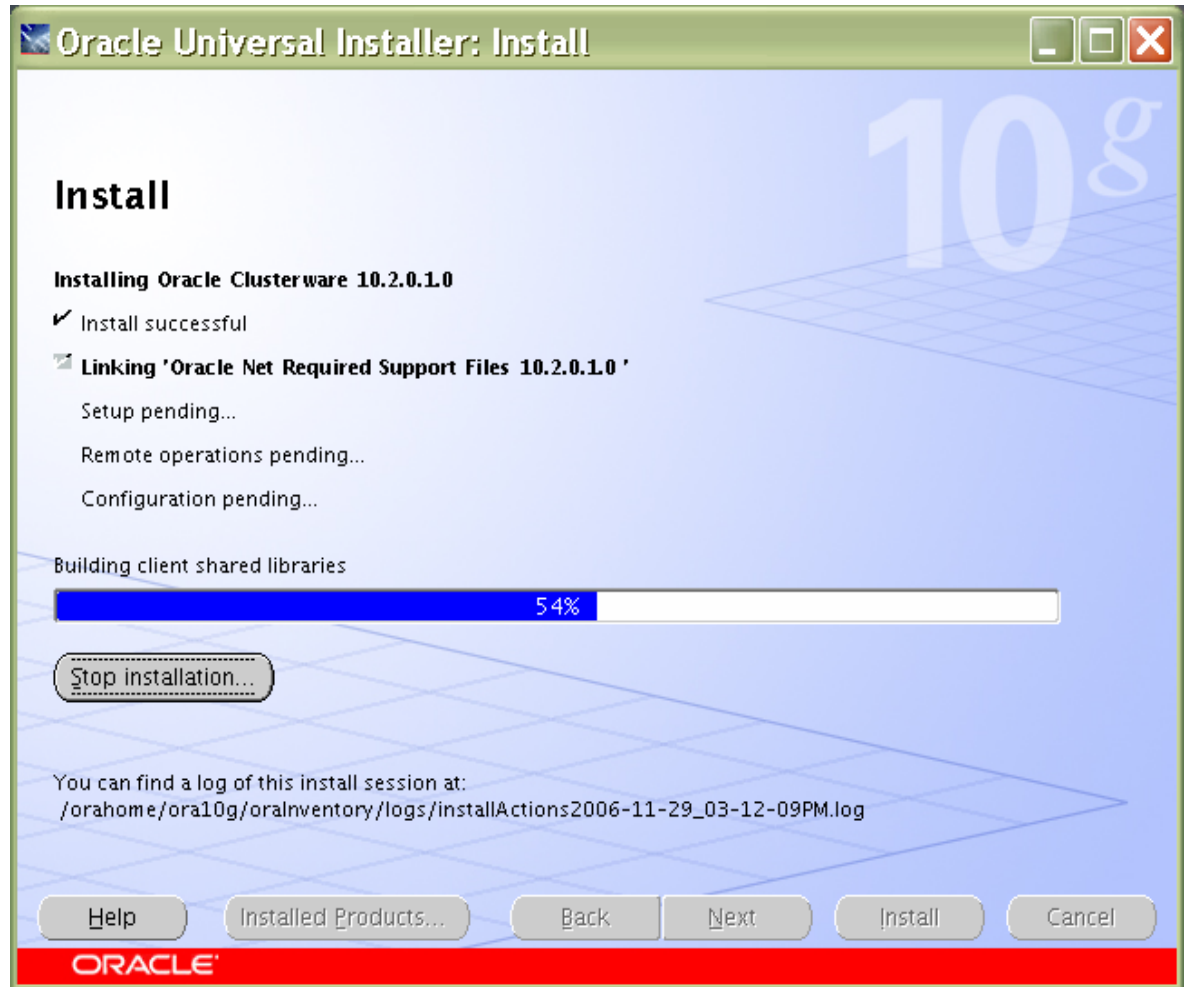 Oracle Universal Installer: Install
10g
Install
Installing Oracle Clusterware 10.2.0.1.0
Install successful
Linking 'Oracle Net Required Support Files 10.2.0.1.0 '
Setup pending...
Remote operations pending...
Configuration pending...
Building client shared libraries
54%
Stop installation...
You can find a log of this install session at:
/orahome/ora10g/oraInventory/logs/installActions2006-11-29_03-12-09PM.log
Help Installed Products... Back Next Install Cancel
ORACLE